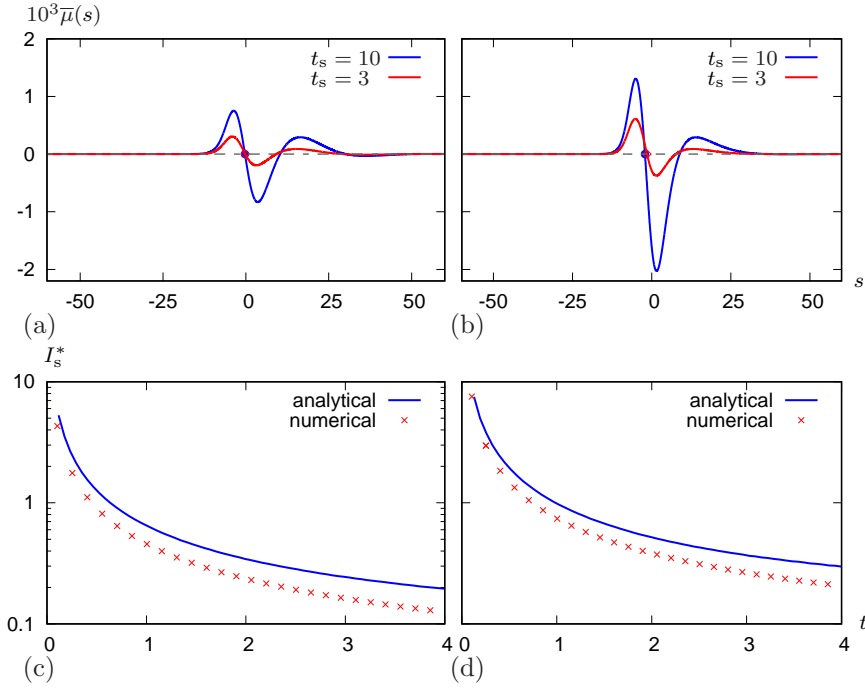 10³μ̅(s)
2
1
0
-1
-2
t_s = 10
t_s = 3
t_s = 10
t_s = 3
-50 -25 0 25 50
-50 -25 0 25 50
s
(a)
(b)
I_s^*
10
1
0.1
analytical
numerical
analytical
numerical
0 1 2 3 4
0 1 2 3 4
t
(c)
(d)